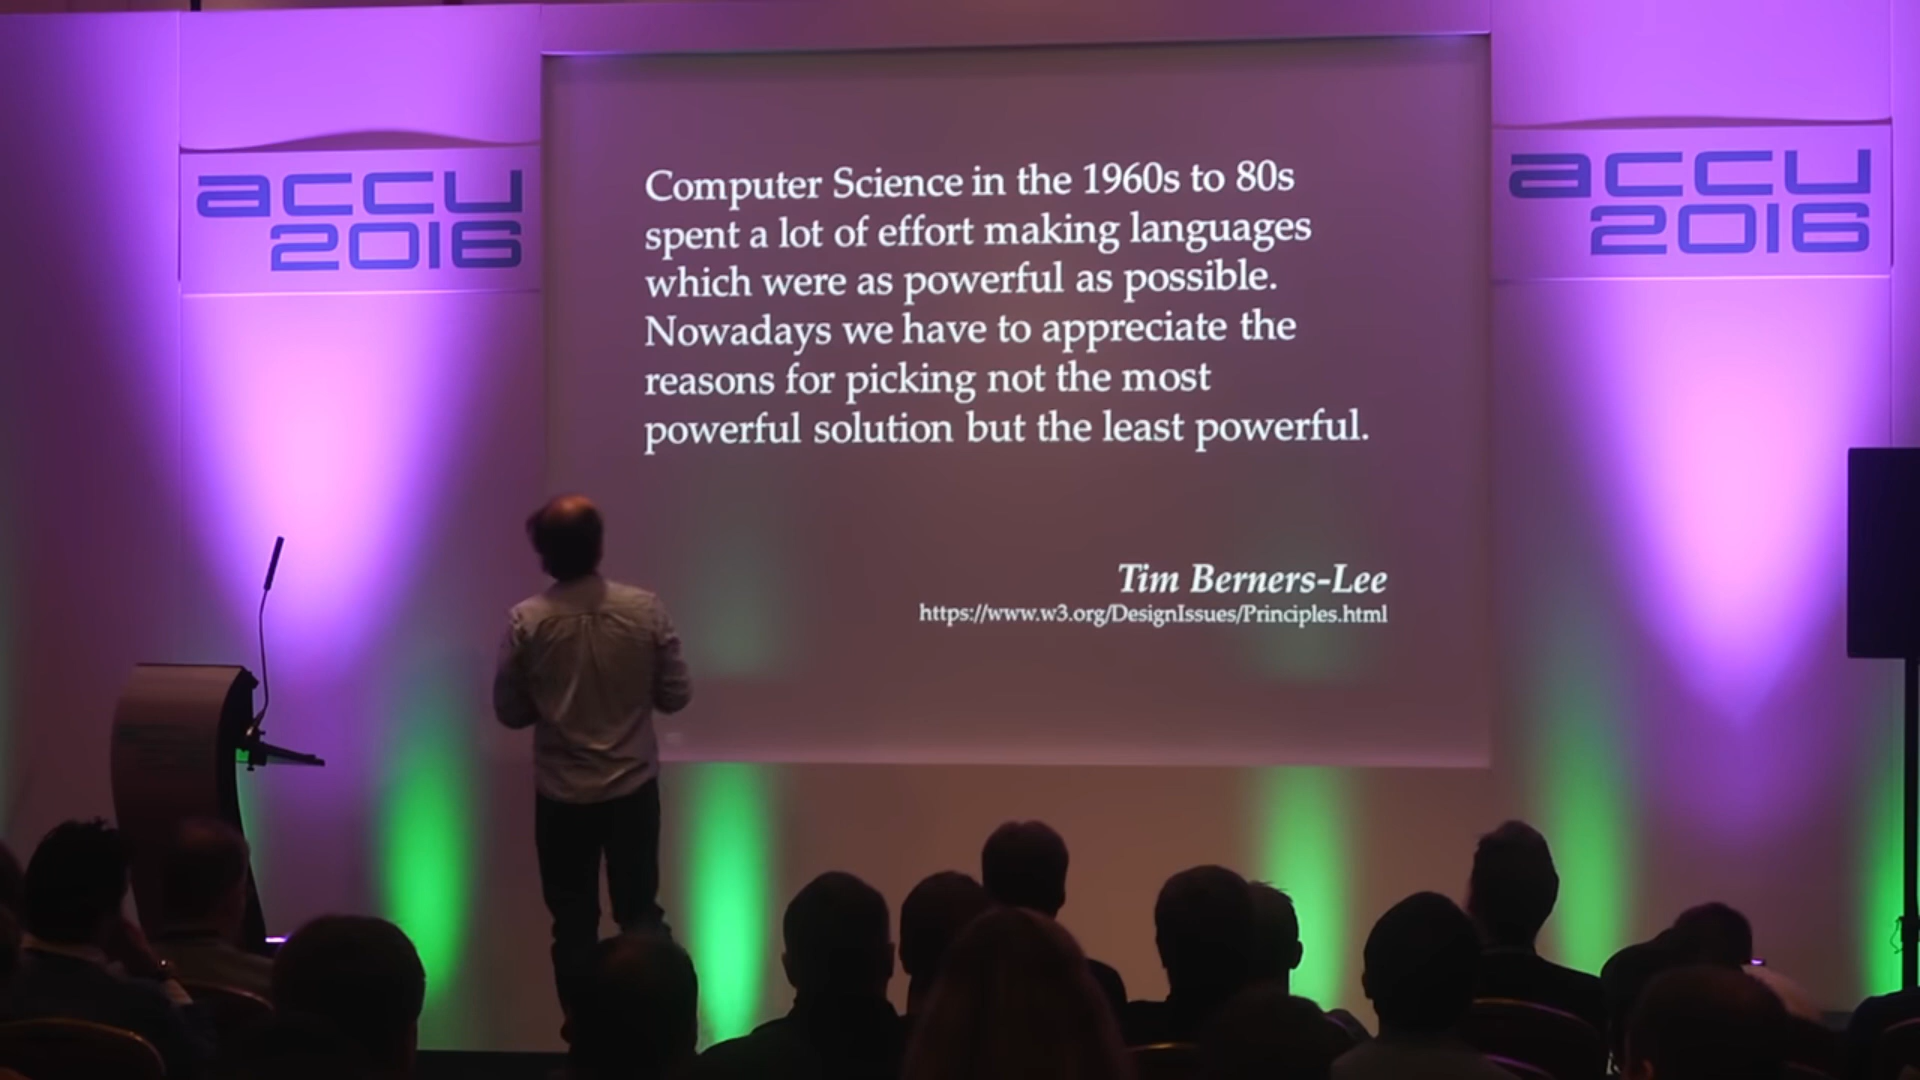 accu
2016
Computer Science in the 1960s to 80s
spent a lot of effort making languages
which were as powerful as possible.
Nowadays we have to appreciate the
reasons for picking not the most
powerful solution but the least powerful.
Tim Berners-Lee
https://www.w3.org/DesignIssues/Principles.html
accu
2016